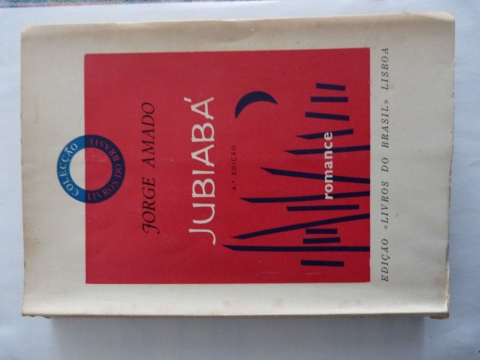 COLECÇÃO
LIVROS DO BRASIL
JORGE AMADO
JUBIABÁ
4.ª EDIÇÃO
romance
EDIÇÃO «LIVROS DO BRASIL» LISBOA